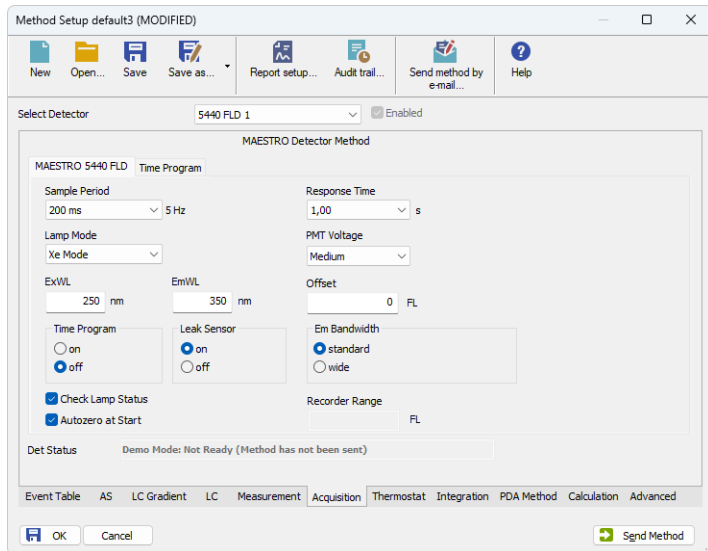 Method Setup default3 (MODIFIED)
New Open... Save Save as... Report setup... Audit trail... Send method by e-mail... Help
Select Detector 5440 FLD 1 Enabled
MAESTRO Detector Method
MAESTRO 5440 FLD Time Program
Sample Period Response Time
200 ms 5 Hz 1,00 s
Lamp Mode PMT Voltage
Xe Mode Medium
ExWL EmWL Offset
250 nm 350 nm 0 FL
Time Program Leak Sensor Em Bandwidth
on on standard
off off wide
Check Lamp Status Recorder Range
Autozero at Start FL
Det Status Demo Mode: Not Ready (Method has not been sent)
Event Table AS LC Gradient LC Measurement Acquisition Thermostat Integration PDA Method Calculation Advanced
OK Cancel Send Method